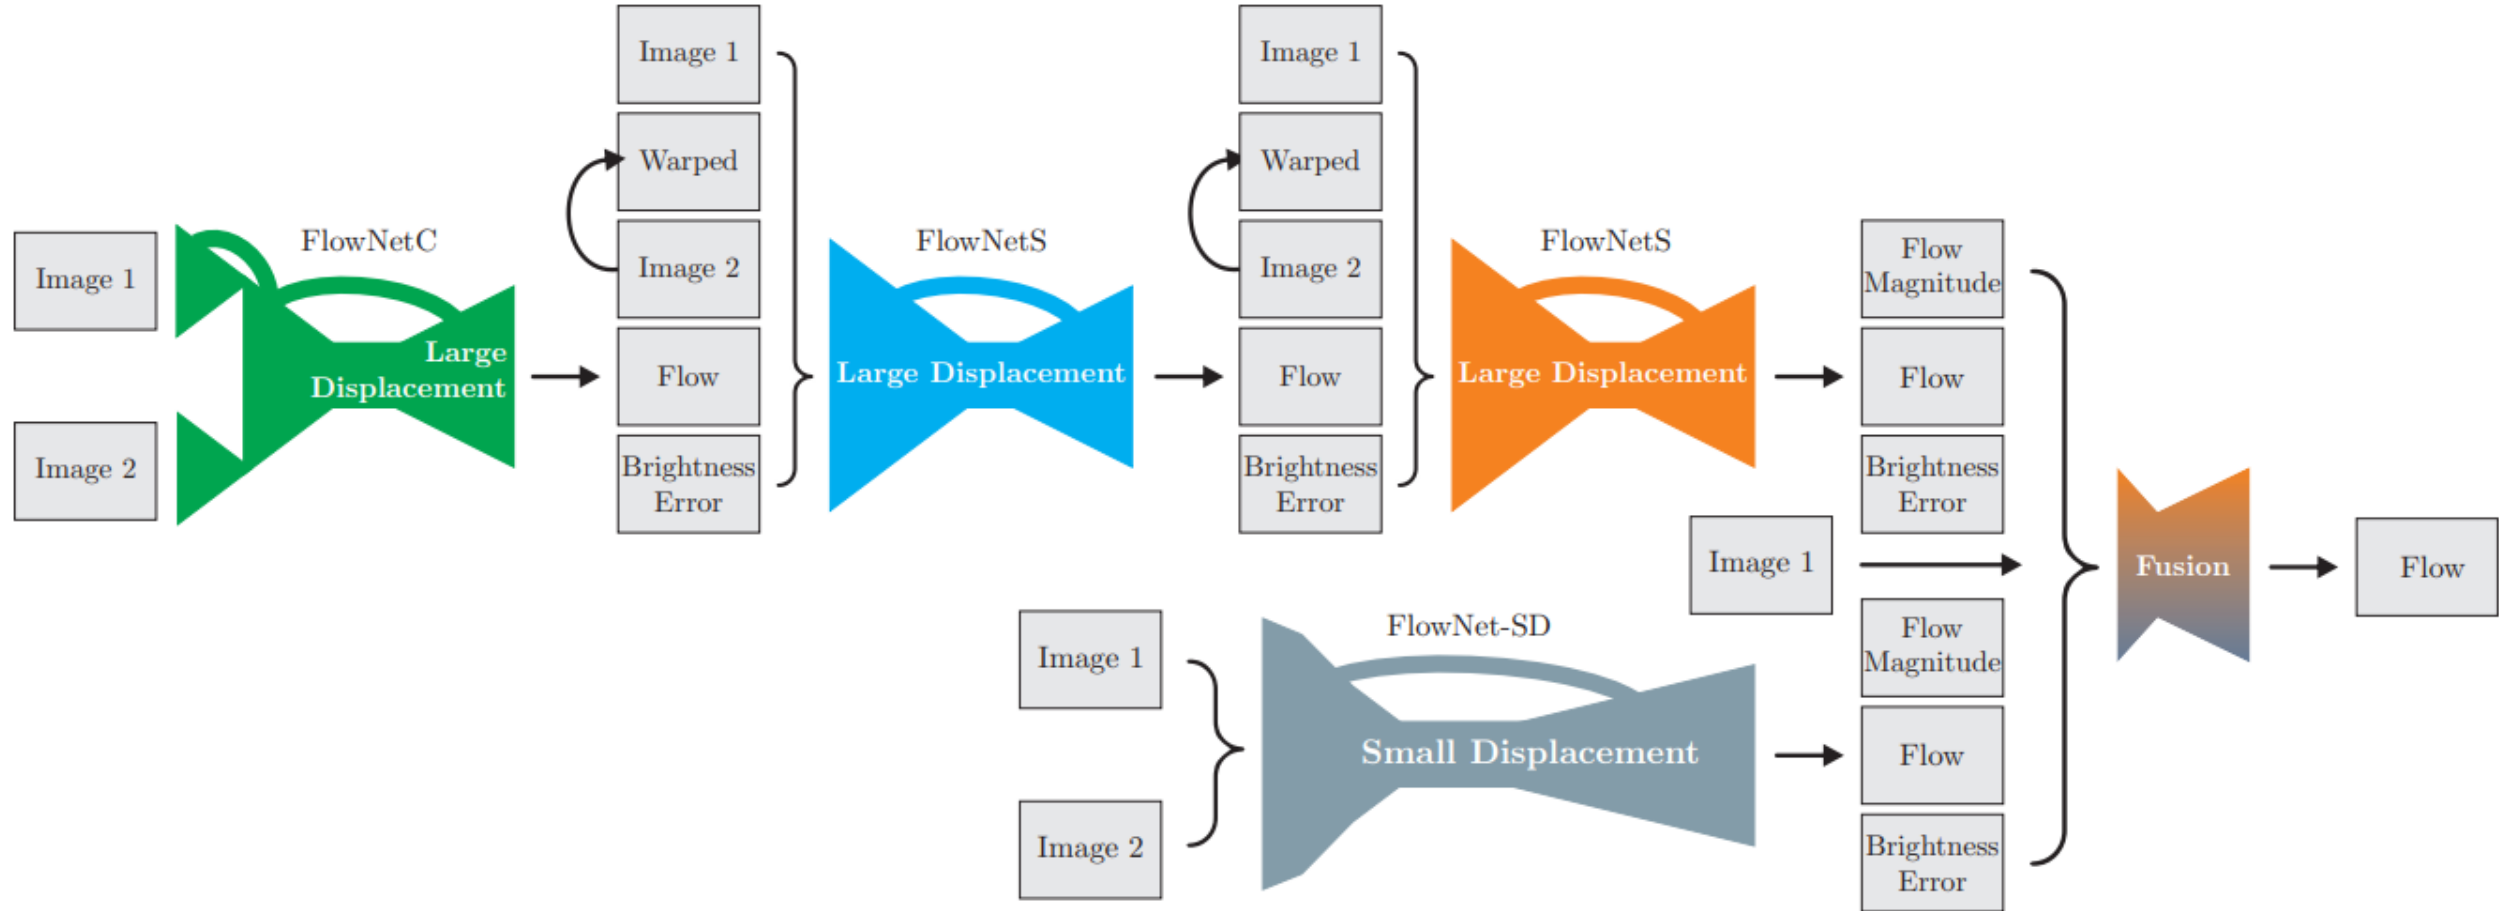 Image 1
Image 2
FlowNetC
Large
Displacement
Image 1
Warped
Image 2
Flow
Brightness
Error
FlowNetS
Large Displacement
Image 1
Warped
Image 2
Flow
Brightness
Error
FlowNetS
Large Displacement
Flow
Magnitude
Flow
Brightness
Error
Image 1
Image 1
Image 2
FlowNet-SD
Small Displacement
Flow
Magnitude
Flow
Brightness
Error
Fusion
Flow